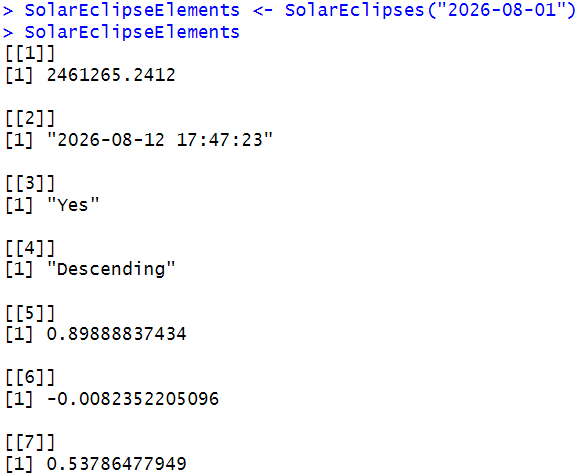 > SolarEclipseElements <- SolarEclipses("2026-08-01")
> SolarEclipseElements
[[1]]
[1] 2461265.2412
[[2]]
[1] "2026-08-12 17:47:23"
[[3]]
[1] "Yes"
[[4]]
[1] "Descending"
[[5]]
[1] 0.89888837434
[[6]]
[1] -0.0082352205096
[[7]]
[1] 0.53786477949